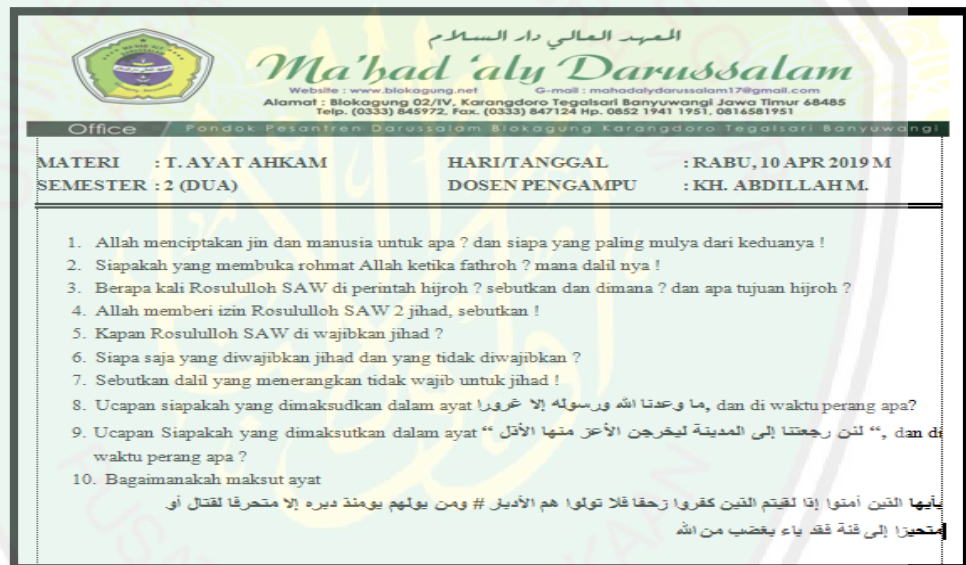 المعهد العالي دار السلام
Ma'had 'aly Darussalam
Website : www.blokagung.net G-mail : mahadalydarussalam17@gmail.com
Alamat : Blokagung 02/IV, Karangdoro Tegalsari Banyuwangi Jawa Timur 68485
Telp. (0333) 845972, Fax. (0333) 847124 Hp. 0852 1941 1951, 0816581951
Office / Pondok Pesantren Darussalam Blokagung Karangdoro Tegalsari Banyuwangi
MATERI : T. AYAT AHKAM HARI/TANGGAL : RABU, 10 APR 2019 M
SEMESTER : 2 (DUA) DOSEN PENGAMPU : KH. ABDILLAH M.
1. Allah menciptakan jin dan manusia untuk apa ? dan siapa yang paling mulya dari keduanya !
2. Siapakah yang membuka rohmat Allah ketika fathroh ? mana dalil nya !
3. Berapa kali Rosululloh SAW di perintah hijroh ? sebutkan dan dimana ? dan apa tujuan hijroh ?
4. Allah memberi izin Rosululloh SAW 2 jihad, sebutkan !
5. Kapan Rosululloh SAW di wajibkan jihad ?
6. Siapa saja yang diwajibkan jihad dan yang tidak diwajibkan ?
7. Sebutkan dalil yang menerangkan tidak wajib untuk jihad !
8. Ucapan siapakah yang dimaksudkan dalam ayat ما وعدنا الله ورسوله إلا غرورا, dan di waktu perang apa?
9. Ucapan Siapakah yang dimaksutkan dalam ayat “ لئن رجعتنا إلى المدينة ليخرجن الأعز منها الأذل “, dan di
waktu perang apa ?
10. Bagaimanakah maksut ayat
يأيها الذين أمنوا إذا لقيتم الذين كفروا زحفا فلا تولوا هم الأدبار # ومن يولهم يومئذ دبره إلا متحرفا لقتال أو
متحيزا إلى فئة فقد باء بغضب من الله